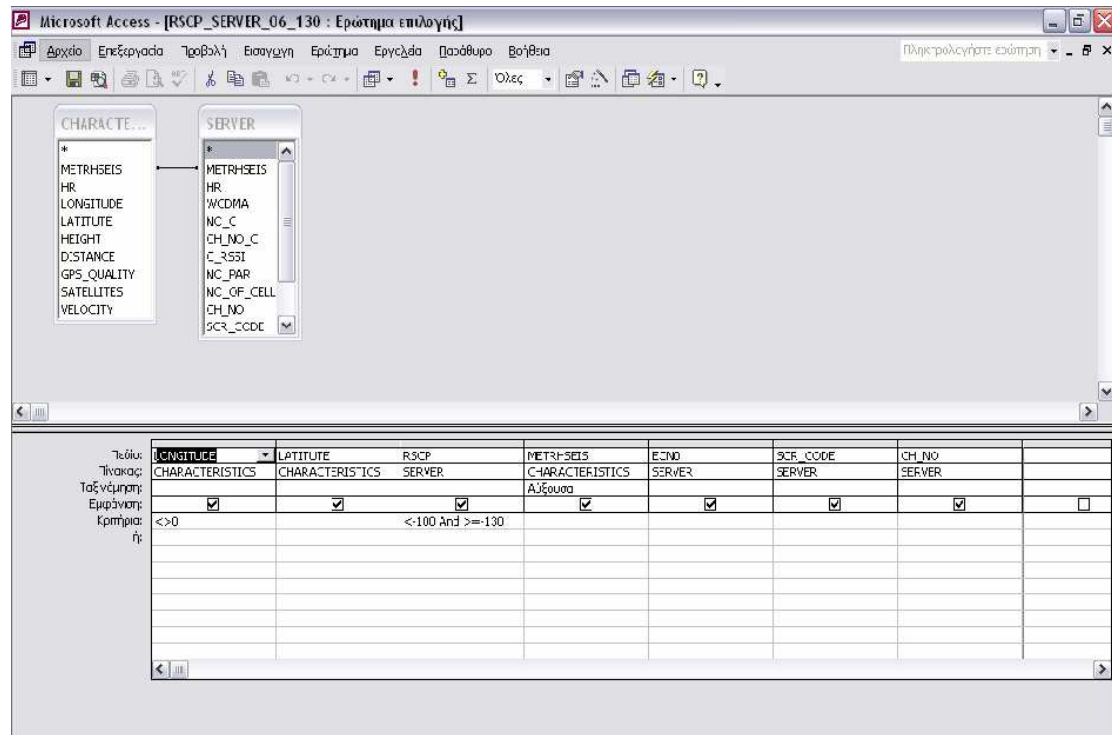 Microsoft Access - [RSCP_SERVER_06_130 : Ερώτημα επιλογής]
Αρχείο Επεξεργασία Προβολή Εισαγωγη Ερώτημα Εργαλεία Παράθυρο Βοήθεια Πληκτρολογήστε ερώτηση
Όλες
CHARACTE...
*
METRHSEIS
HR
LONGITUDE
LATITUTE
HEIGHT
DISTANCE
GPS_QUALITY
SATELLITES
VELOCITY
SERVER
*
METRHSEIS
HR
WCDMA
NC_C
CH_NO_C
C_RSSI
NC_PAR
NC_OF_CELL
CH_NO
SCR_CODE
Πεδίο: LONGITUDE LATITUTE RSCP METRHSEIS ECNO SCR_CODE CH_NO
Πίνακας: CHARACTERISTICS CHARACTERISTICS SERVER CHARACTERISTICS SERVER SERVER SERVER
Ταξινόμηση: Αύξουσα
Εμφάνιση:
Κριτήρια: <>0 <-100 And >=-130
ή: